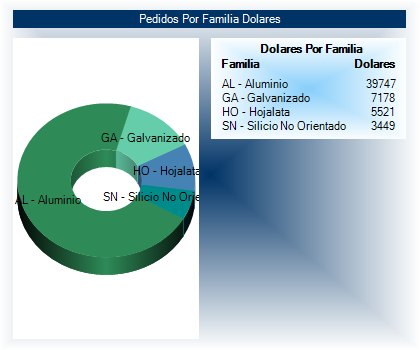 Pedidos Por Familia Dolares
Dolares Por Familia
Familia Dolares
AL - Aluminio 39747
GA - Galvanizado 7178
HO - Hojalata 5521
SN - Silicio No Orientado 3449
GA - Galvanizado
HO - Hojalata
SN - Silicio No Orie
AL - Aluminio